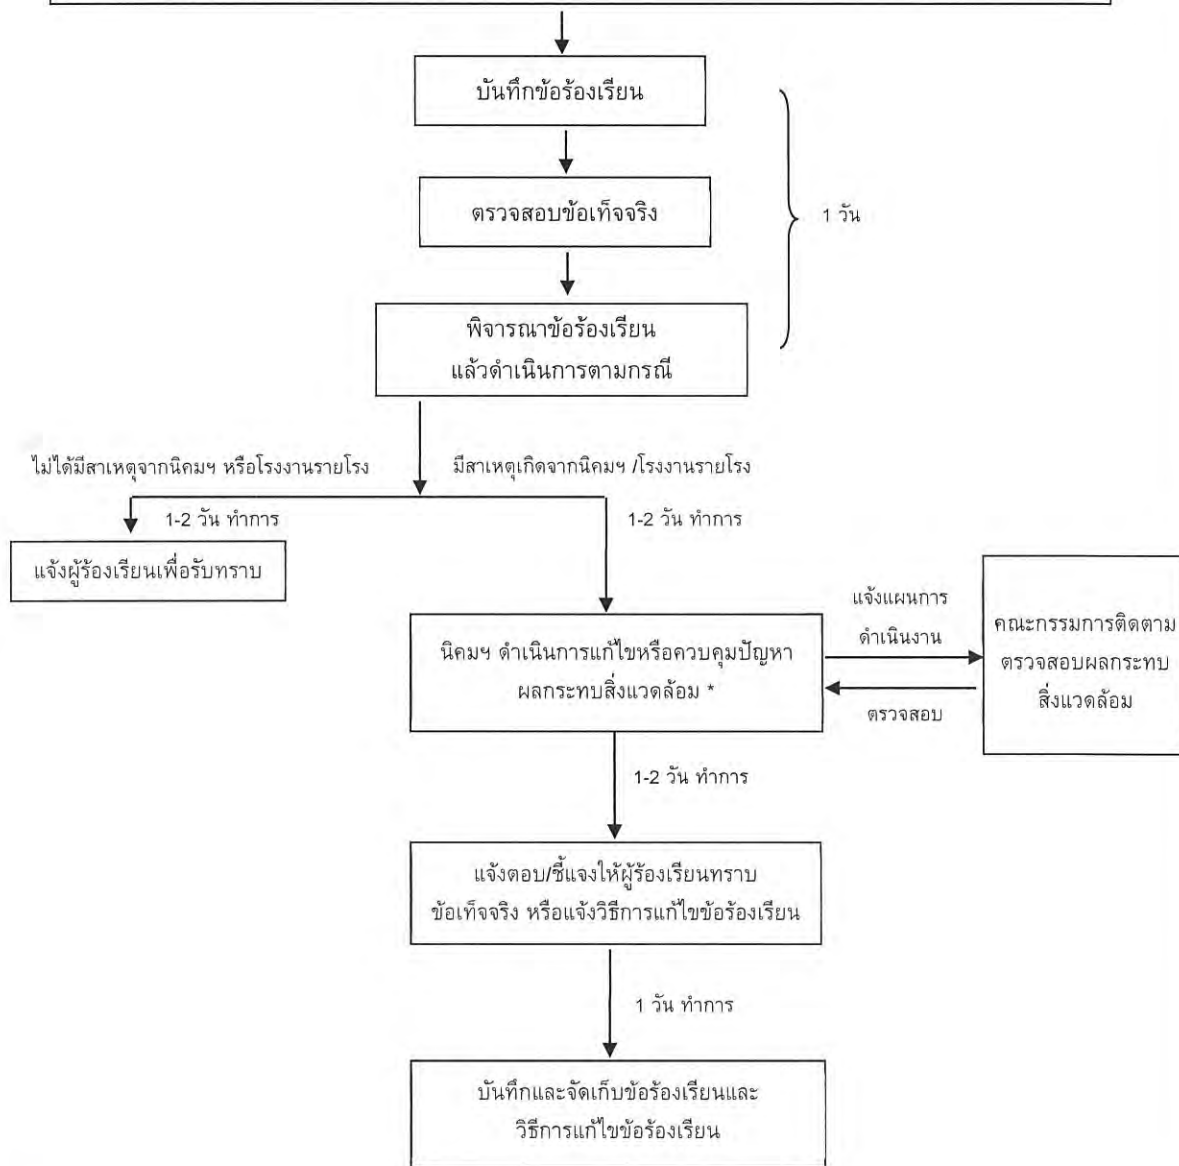 บันทึกข้อร้องเรียน
ตรวจสอบข้อเท็จจริง
1 วัน
พิจารณาข้อร้องเรียน
แล้วดำเนินการตามกรณี
ไม่ได้มีสาเหตุจากนิคมฯ หรือโรงงานรายโรง
มีสาเหตุเกิดจากนิคมฯ /โรงงานรายโรง
1-2 วัน ทำการ
1-2 วัน ทำการ
แจ้งผู้ร้องเรียนเพื่อรับทราบ
นิคมฯ ดำเนินการแก้ไขหรือควบคุมปัญหา
ผลกระทบสิ่งแวดล้อม *
แจ้งแผนการ
ดำเนินงาน
ตรวจสอบ
คณะกรรมการติดตาม
ตรวจสอบผลกระทบ
สิ่งแวดล้อม
1-2 วัน ทำการ
แจ้งตอบ/ชี้แจงให้ผู้ร้องเรียนทราบ
ข้อเท็จจริง หรือแจ้งวิธีการแก้ไขข้อร้องเรียน
1 วัน ทำการ
บันทึกและจัดเก็บข้อร้องเรียนและ
วิธีการแก้ไขข้อร้องเรียน